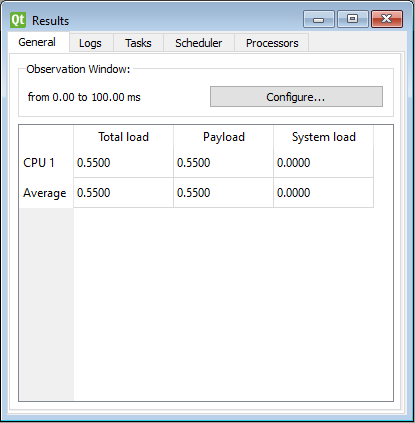 Qt Results
General Logs Tasks Scheduler Processors
Observation Window:
from 0.00 to 100.00 ms Configure...
Total load Payload System load
CPU 1 0.5500 0.5500 0.0000
Average 0.5500 0.5500 0.0000